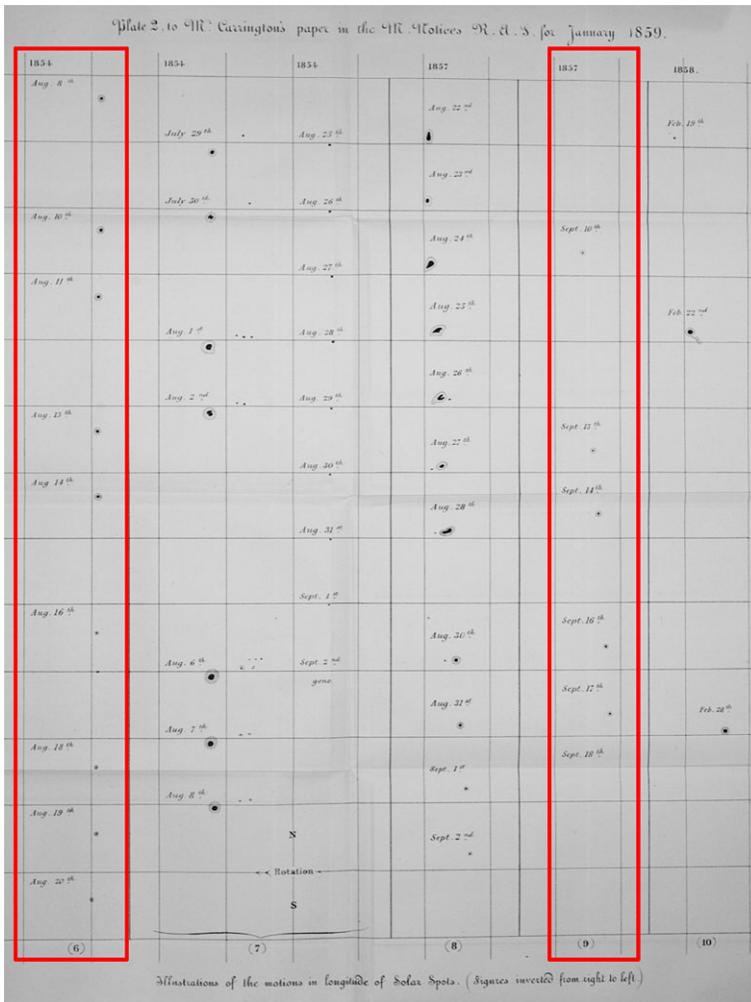 Plate 2. to Mr. Carrington's paper in the M. Notices R. A. S. for January 1859.
1854
Aug. 8th
Aug. 10th
Aug. 11th
Aug. 13th
Aug. 14th
Aug. 16th
Aug. 18th
Aug. 19th
Aug. 20th
(6)
1854
July 29th
July 30th
Aug. 1st
Aug. 2nd
Aug. 6th
Aug. 7th
Aug. 8th
1854
Aug. 25th
Aug. 26th
Aug. 27th
Aug. 28th
Aug. 29th
Aug. 30th
Aug. 31st
Sept. 1st
Sept. 2nd
gone
N
Rotation
S
(7)
1857
Aug. 22nd
Aug. 23rd
Aug. 24th
Aug. 25th
Aug. 26th
Aug. 27th
Aug. 28th
Aug. 30th
Aug. 31st
Sept. 1st
Sept. 2nd
(8)
1857
Sept. 10th
Sept. 13th
Sept. 14th
Sept. 16th
Sept. 17th
Sept. 18th
(9)
1858.
Feb. 19th
Feb. 22nd
Feb. 28th
(10)
Illustrations of the motions in longitude of Solar Spots. (Figures inverted from right to left.)